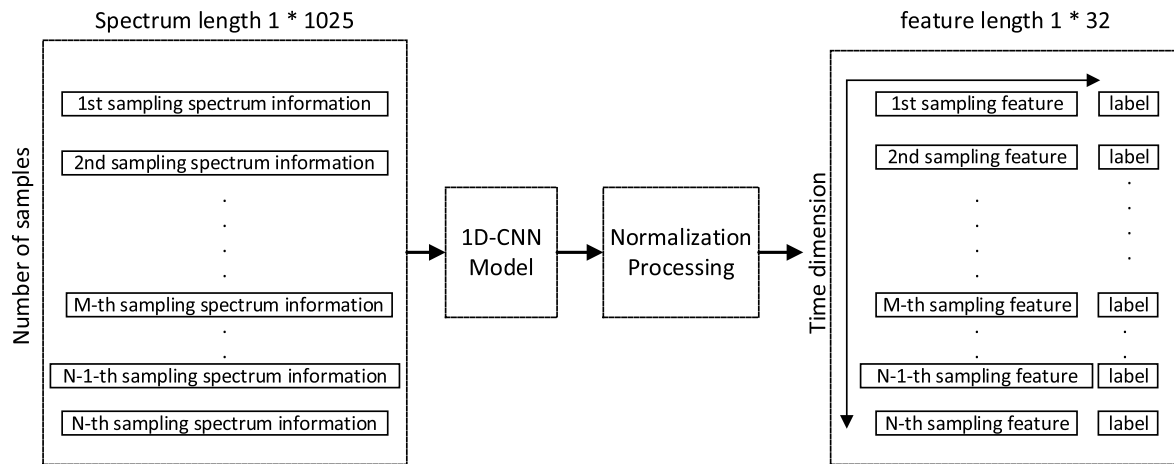 Spectrum length 1 * 1025
Number of samples
1st sampling spectrum information
2nd sampling spectrum information
M-th sampling spectrum information
N-1-th sampling spectrum information
N-th sampling spectrum information
1D-CNN
Model
Normalization
Processing
feature length 1 * 32
Time dimension
1st sampling feature label
2nd sampling feature label
M-th sampling feature label
N-1-th sampling feature label
N-th sampling feature label